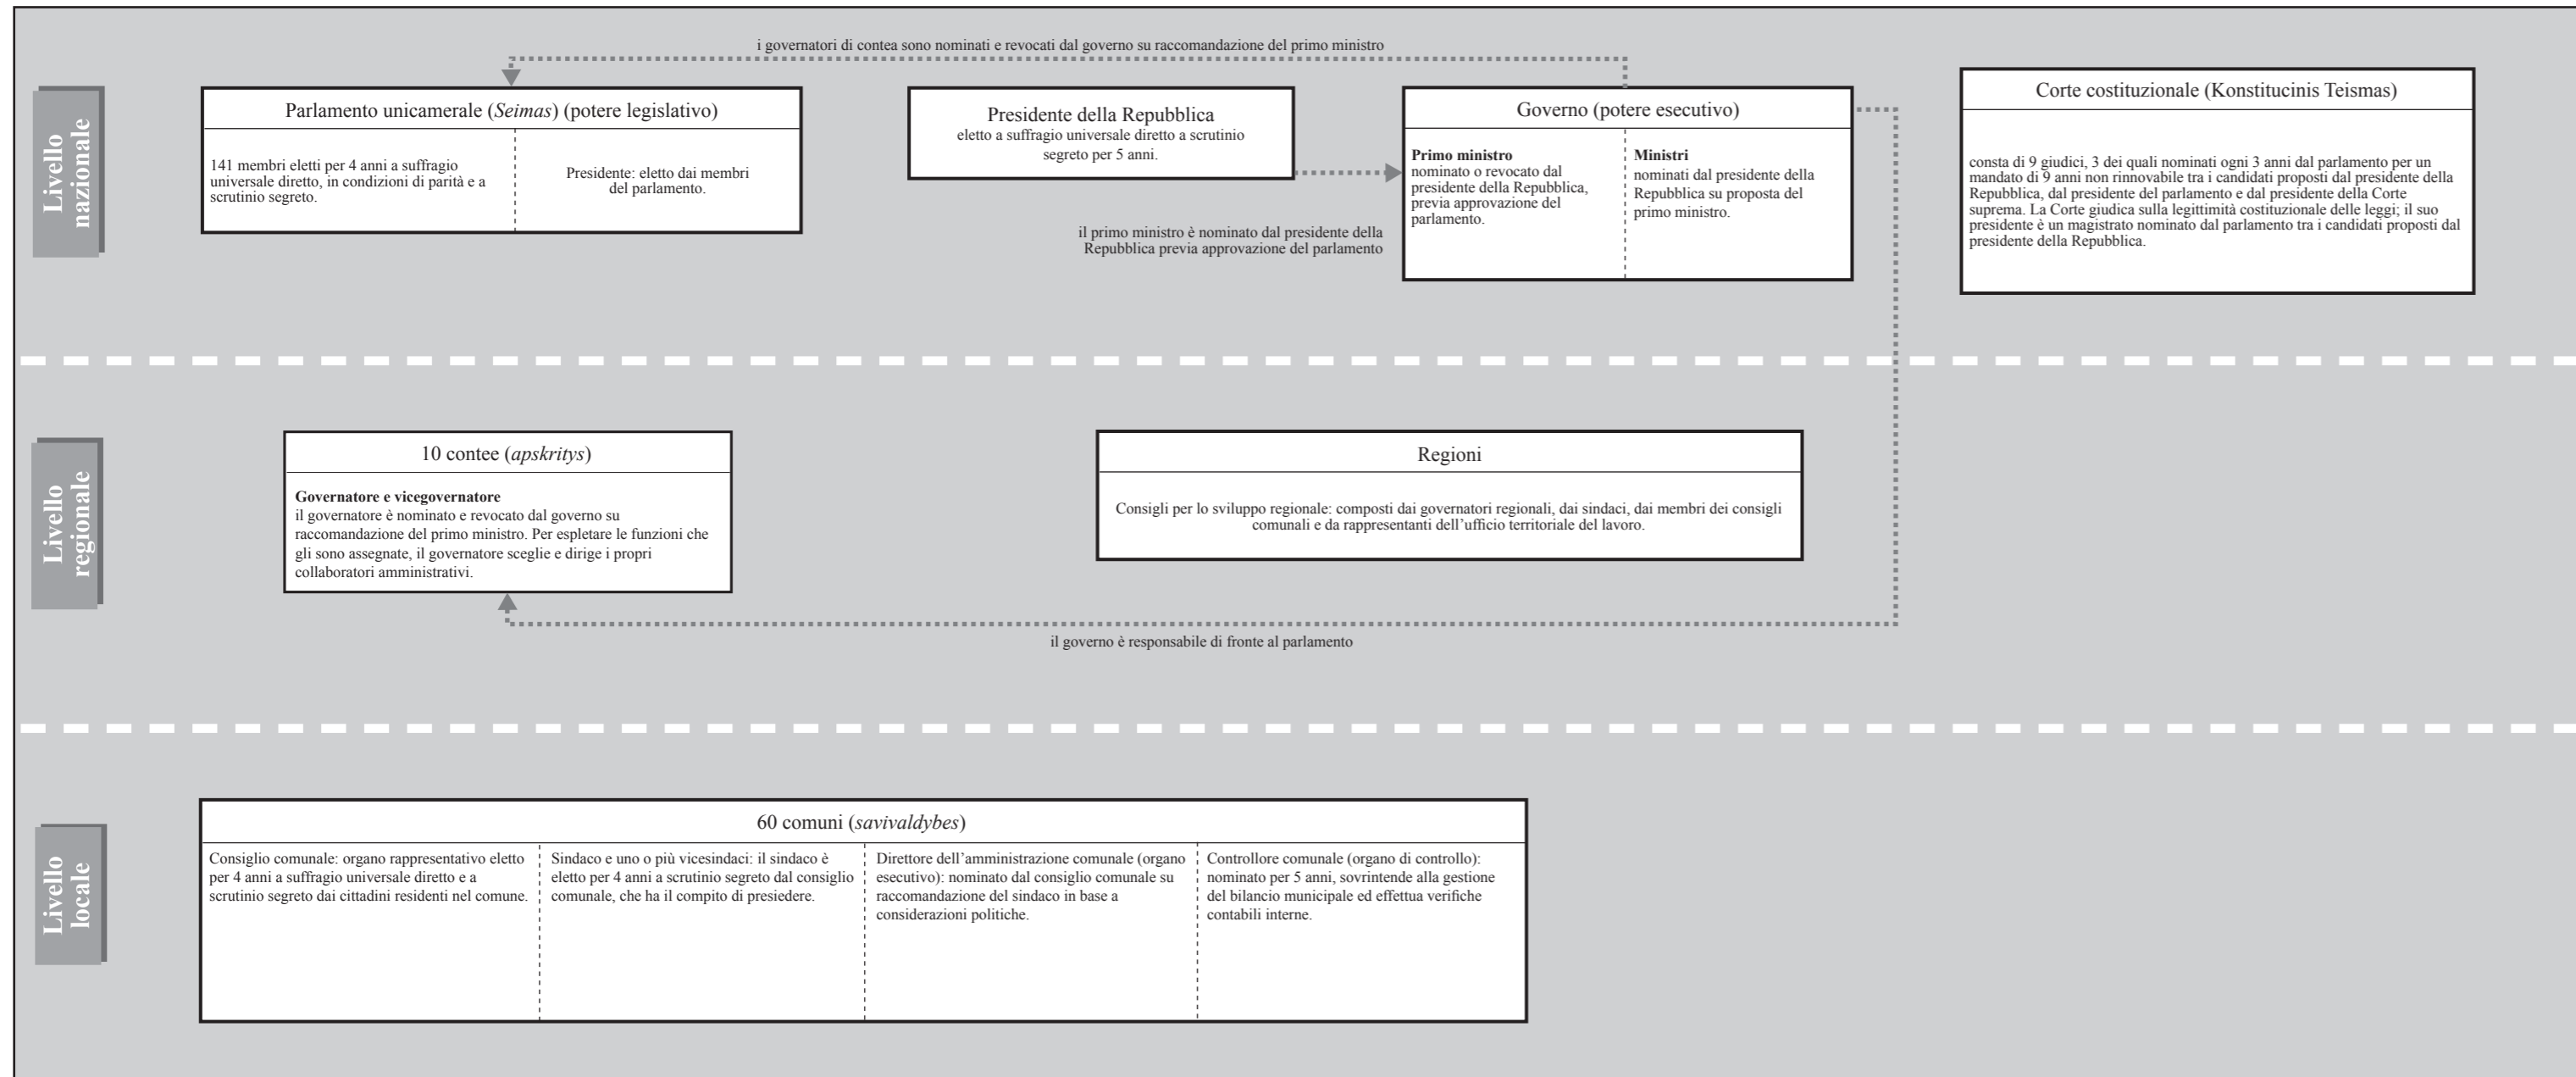 i governatori di contea sono nominati e revocati dal governo su raccomandazione del primo ministro
Livello
nazionale
Parlamento unicamerale (Seimas) (potere legislativo)
141 membri eletti per 4 anni a suffragio
universale diretto, in condizioni di parità e a
scrutinio segreto.
Presidente: eletto dai membri
del parlamento.
Presidente della Repubblica
eletto a suffragio universale diretto a scrutinio
segreto per 5 anni.
il primo ministro è nominato dal presidente della
Repubblica previa approvazione del parlamento
Governo (potere esecutivo)
Primo ministro
nominato o revocato dal
presidente della Repubblica,
previa approvazione del
parlamento.
Ministri
nominati dal presidente della
Repubblica su proposta del
primo ministro.
Corte costituzionale (Konstitucinis Teismas)
consta di 9 giudici, 3 dei quali nominati ogni 3 anni dal parlamento per un
mandato di 9 anni non rinnovabile tra i candidati proposti dal presidente della
Repubblica, dal presidente del parlamento e dal presidente della Corte
suprema. La Corte giudica sulla legittimità costituzionale delle leggi; il suo
presidente è un magistrato nominato dal parlamento tra i candidati proposti dal
presidente della Repubblica.
Livello
regionale
10 contee (apskritys)
Governatore e vicegovernatore
il governatore è nominato e revocato dal governo su
raccomandazione del primo ministro. Per espletare le funzioni che
gli sono assegnate, il governatore sceglie e dirige i propri
collaboratori amministrativi.
Regioni
Consigli per lo sviluppo regionale: composti dai governatori regionali, dai sindaci, dai membri dei consigli
comunali e da rappresentanti dell’ufficio territoriale del lavoro.
il governo è responsabile di fronte al parlamento
Livello
locale
60 comuni (savivaldybes)
Consiglio comunale: organo rappresentativo eletto
per 4 anni a suffragio universale diretto e a
scrutinio segreto dai cittadini residenti nel comune.
Sindaco e uno o più vicesindaci: il sindaco è
eletto per 4 anni a scrutinio segreto dal consiglio
comunale, che ha il compito di presiedere.
Direttore dell’amministrazione comunale (organo
esecutivo): nominato dal consiglio comunale su
raccomandazione del sindaco in base a
considerazioni politiche.
Controllore comunale (organo di controllo):
nominato per 5 anni, sovrintende alla gestione
del bilancio municipale ed effettua verifiche
contabili interne.